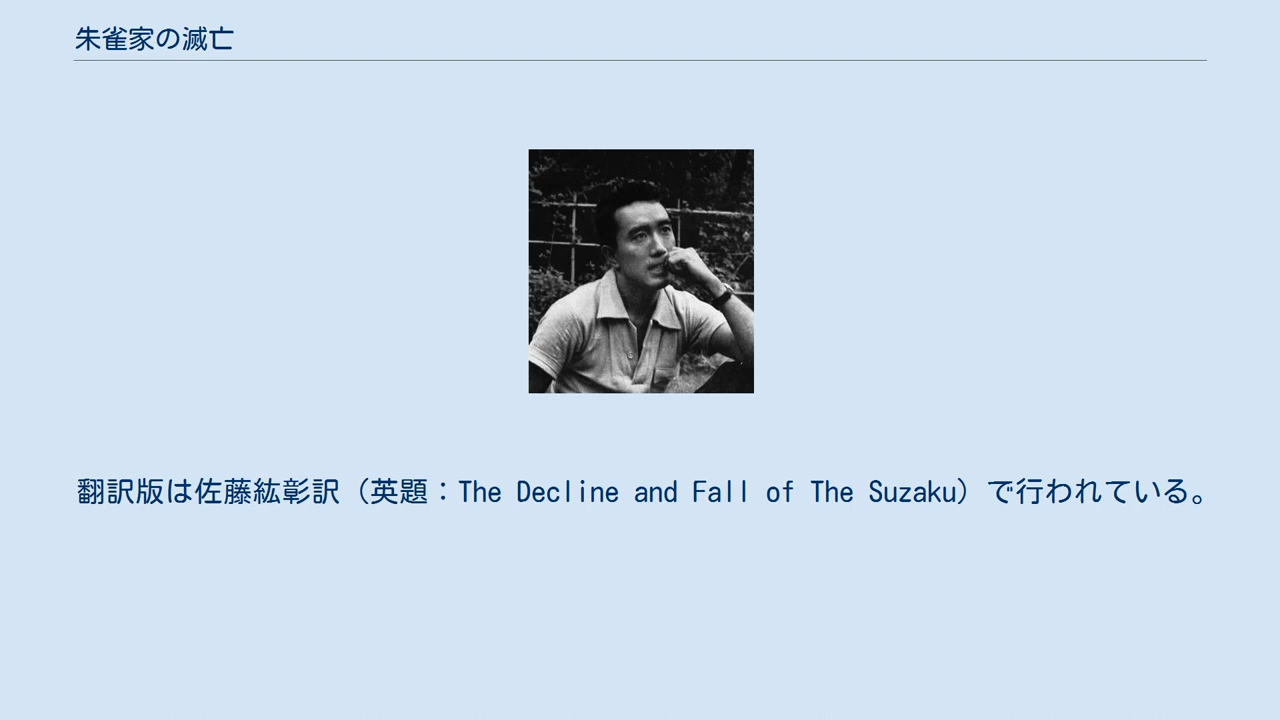 朱雀家の滅亡
翻訳版は佐藤紘彰訳（英題：The Decline and Fall of The Suzaku）で行われている。